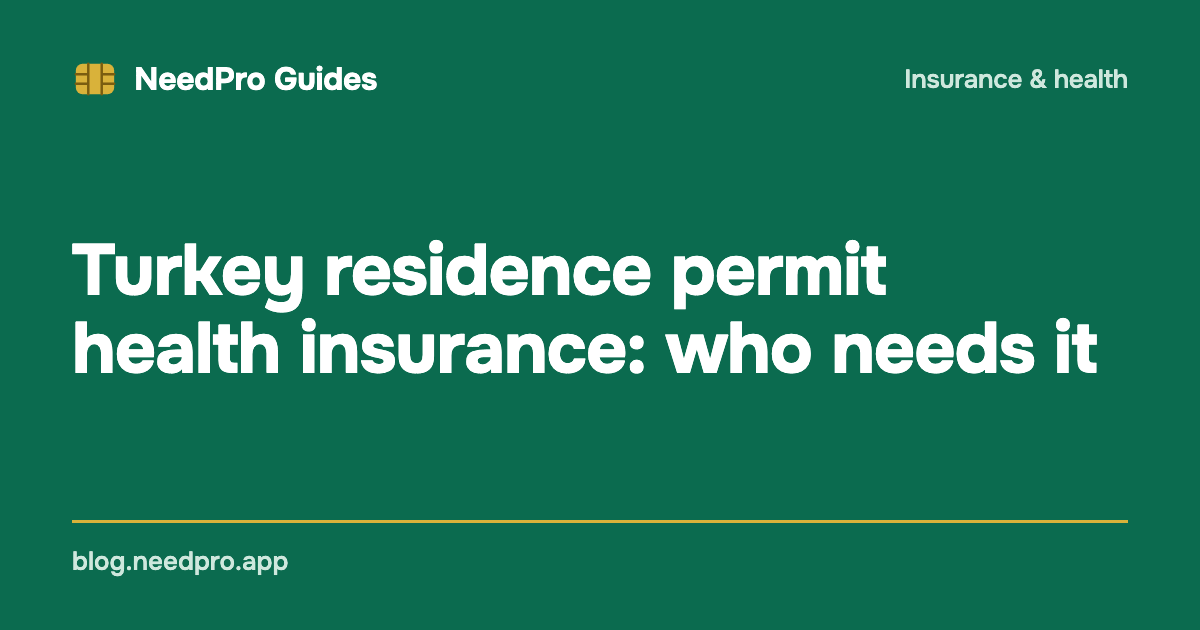 NeedPro Guides
Insurance & health
Turkey residence permit
health insurance: who needs it
blog.needpro.app